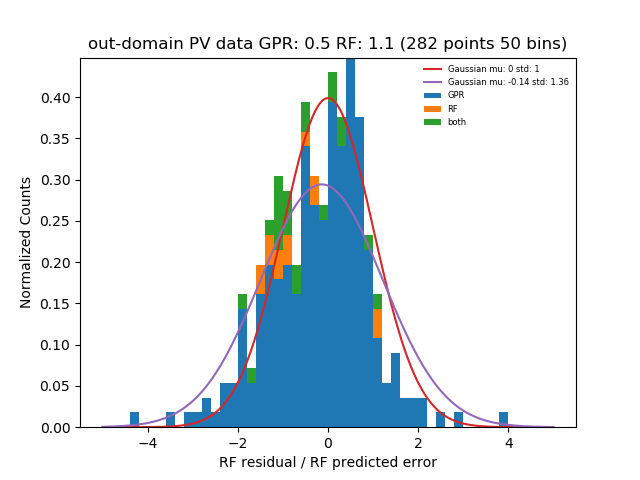 out-domain PV data GPR: 0.5 RF: 1.1 (282 points 50 bins)
Gaussian mu: 0 std: 1
Gaussian mu: -0.14 std: 1.36
GPR
RF
both
Normalized Counts
0.40
0.35
0.30
0.25
0.20
0.15
0.10
0.05
0.00
−4 −2 0 2 4
RF residual / RF predicted error